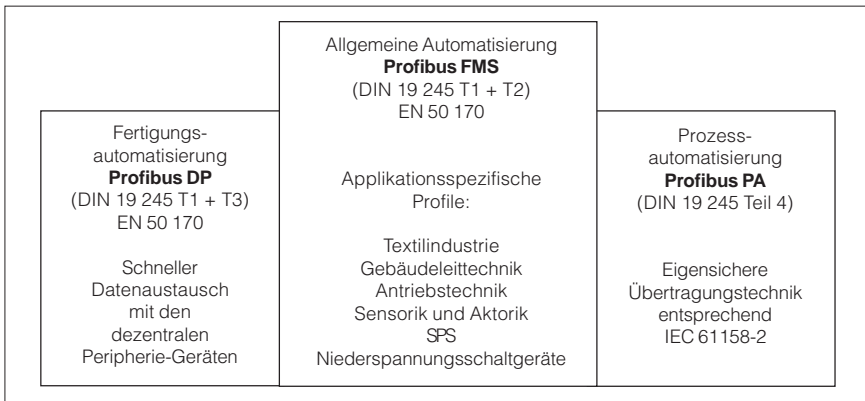 Fertigungs-
automatisierung
Profibus DP
(DIN 19 245 T1 + T3)
EN 50 170
Schneller
Datenaustausch
mit den
dezentralen
Peripherie-Geräten
Allgemeine Automatisierung
Profibus FMS
(DIN 19 245 T1 + T2)
EN 50 170
Applikationsspezifische
Profile:
Textilindustrie
Gebäudeleittechnik
Antriebstechnik
Sensorik und Aktorik
SPS
Niederspannungsschaltgeräte
Prozess-
automatisierung
Profibus PA
(DIN 19 245 Teil 4)
Eigensichere
Übertragungstechnik
entsprechend
IEC 61158-2